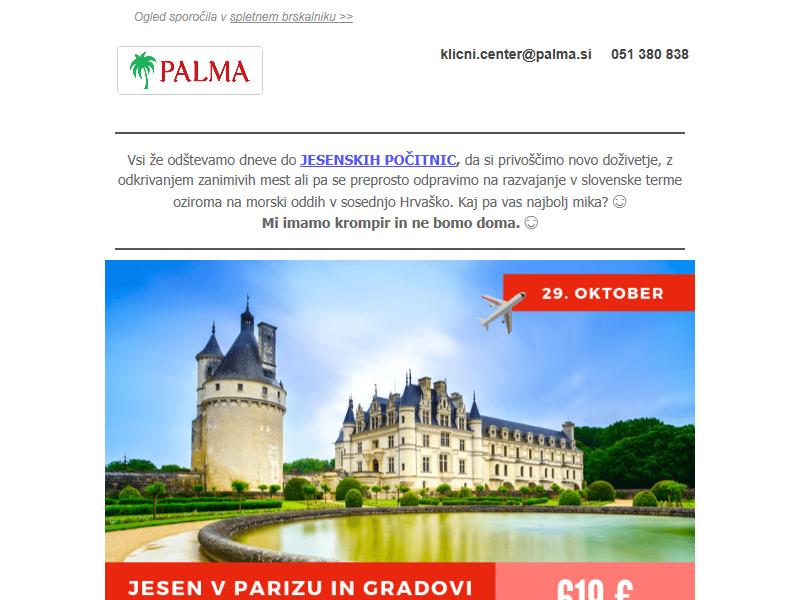 Ogled sporočila v spletnem brskalniku >>
PALMA
klicni.center@palma.si 051 380 838
Vsi že odštevamo dneve do JESENSKIH POČITNIC, da si privoščimo novo doživetje, z
odkrivanjem zanimivih mest ali pa se preprosto odpravimo na razvajanje v slovenske terme
oziroma na morski oddih v sosednjo Hrvaško. Kaj pa vas najbolj mika? ☺
Mi imamo krompir in ne bomo doma. ☺
29. OKTOBER
JESEN V PARIZU IN GRADOVI
619 €